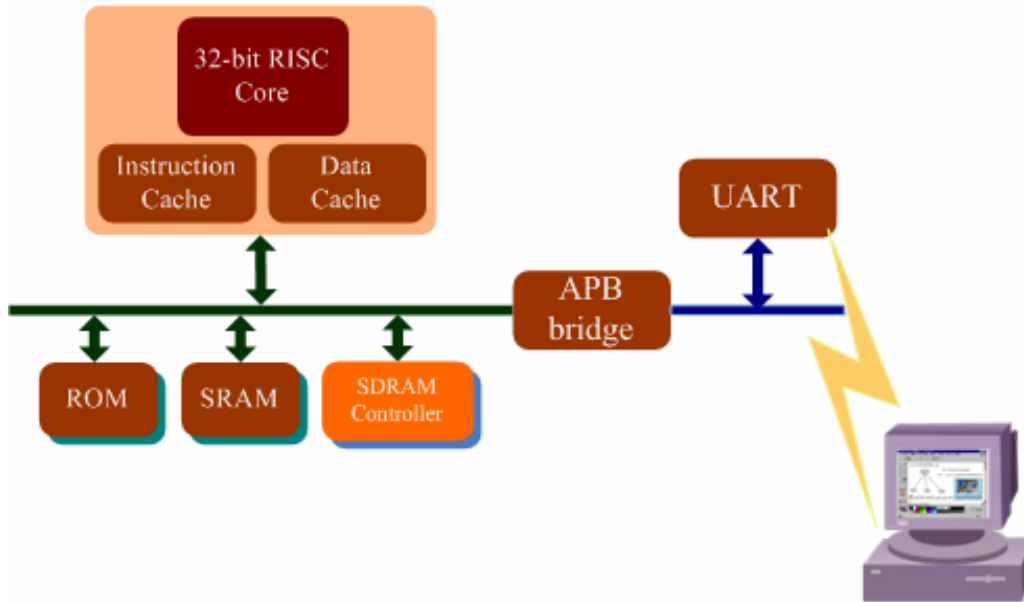 32-bit RISC
Core
Instruction
Cache
Data
Cache
UART
APB
bridge
ROM
SRAM
SDRAM
Controller